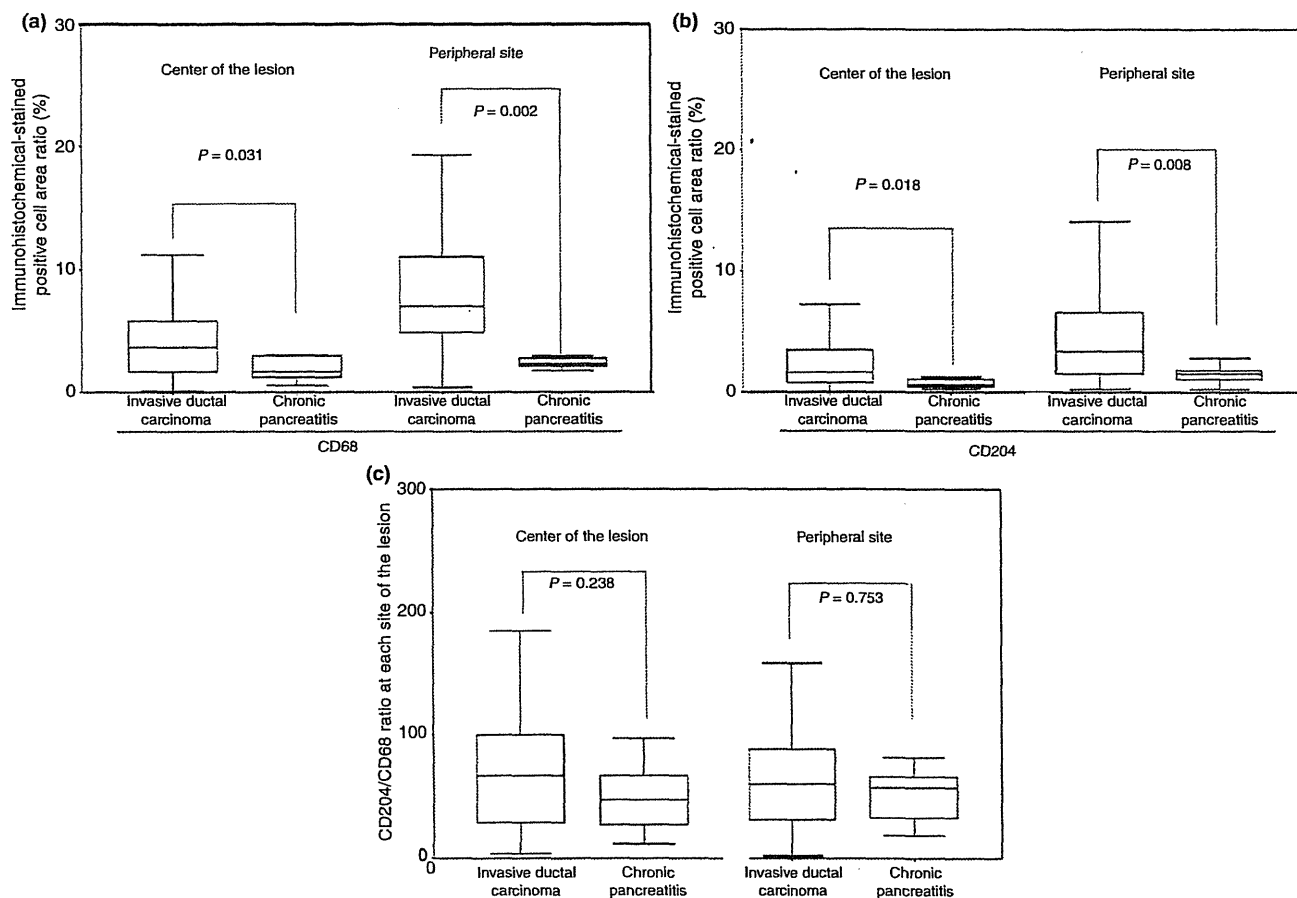 (a)
Immunohistochemical-stained
positive cell area ratio (%)
30
20
10
0
Center of the lesion
Peripheral site
P = 0.031
P = 0.002
Invasive ductal
carcinoma
Chronic
pancreatitis
Invasive ductal
carcinoma
Chronic
pancreatitis
CD68
(b)
Immunohistochemical-stained
positive cell area ratio (%)
30
20
10
0
Center of the lesion
Peripheral site
P = 0.018
P = 0.008
Invasive ductal
carcinoma
Chronic
pancreatitis
Invasive ductal
carcinoma
Chronic
pancreatitis
CD204
(c)
CD204/CD68 ratio at each site of the lesion
300
200
100
0
Center of the lesion
Peripheral site
P = 0.238
P = 0.753
Invasive ductal
carcinoma
Chronic
pancreatitis
Invasive ductal
carcinoma
Chronic
pancreatitis